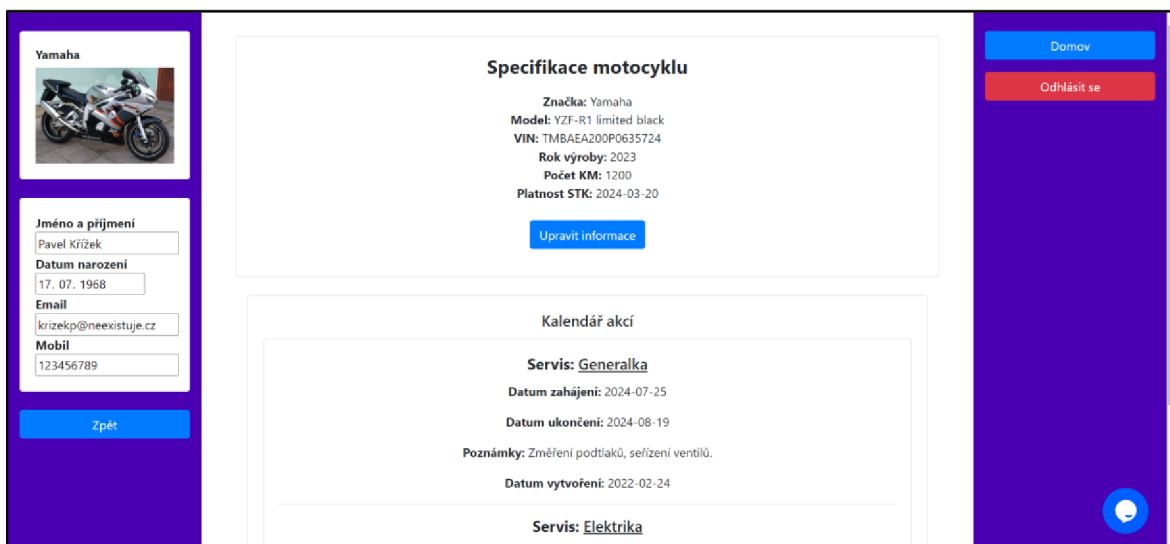 Yamaha
Jméno a příjmení
Pavel Křížek
Datum narození
17. 07. 1968
Email
krizekp@neexistuje.cz
Mobil
123456789
Zpět
Specifikace motocyklu
Značka: Yamaha
Model: YZF-R1 limited black
VIN: TMBAEA200P0635724
Rok výroby: 2023
Počet KM: 1200
Platnost STK: 2024-03-20
Upravit informace
Kalendář akcí
Servis: Generalka
Datum zahájení: 2024-07-25
Datum ukončení: 2024-08-19
Poznámky: Změření podtlaků, seřízení ventilů.
Datum vytvoření: 2022-02-24
Servis: Elektrika
Domov
Odhlásit se